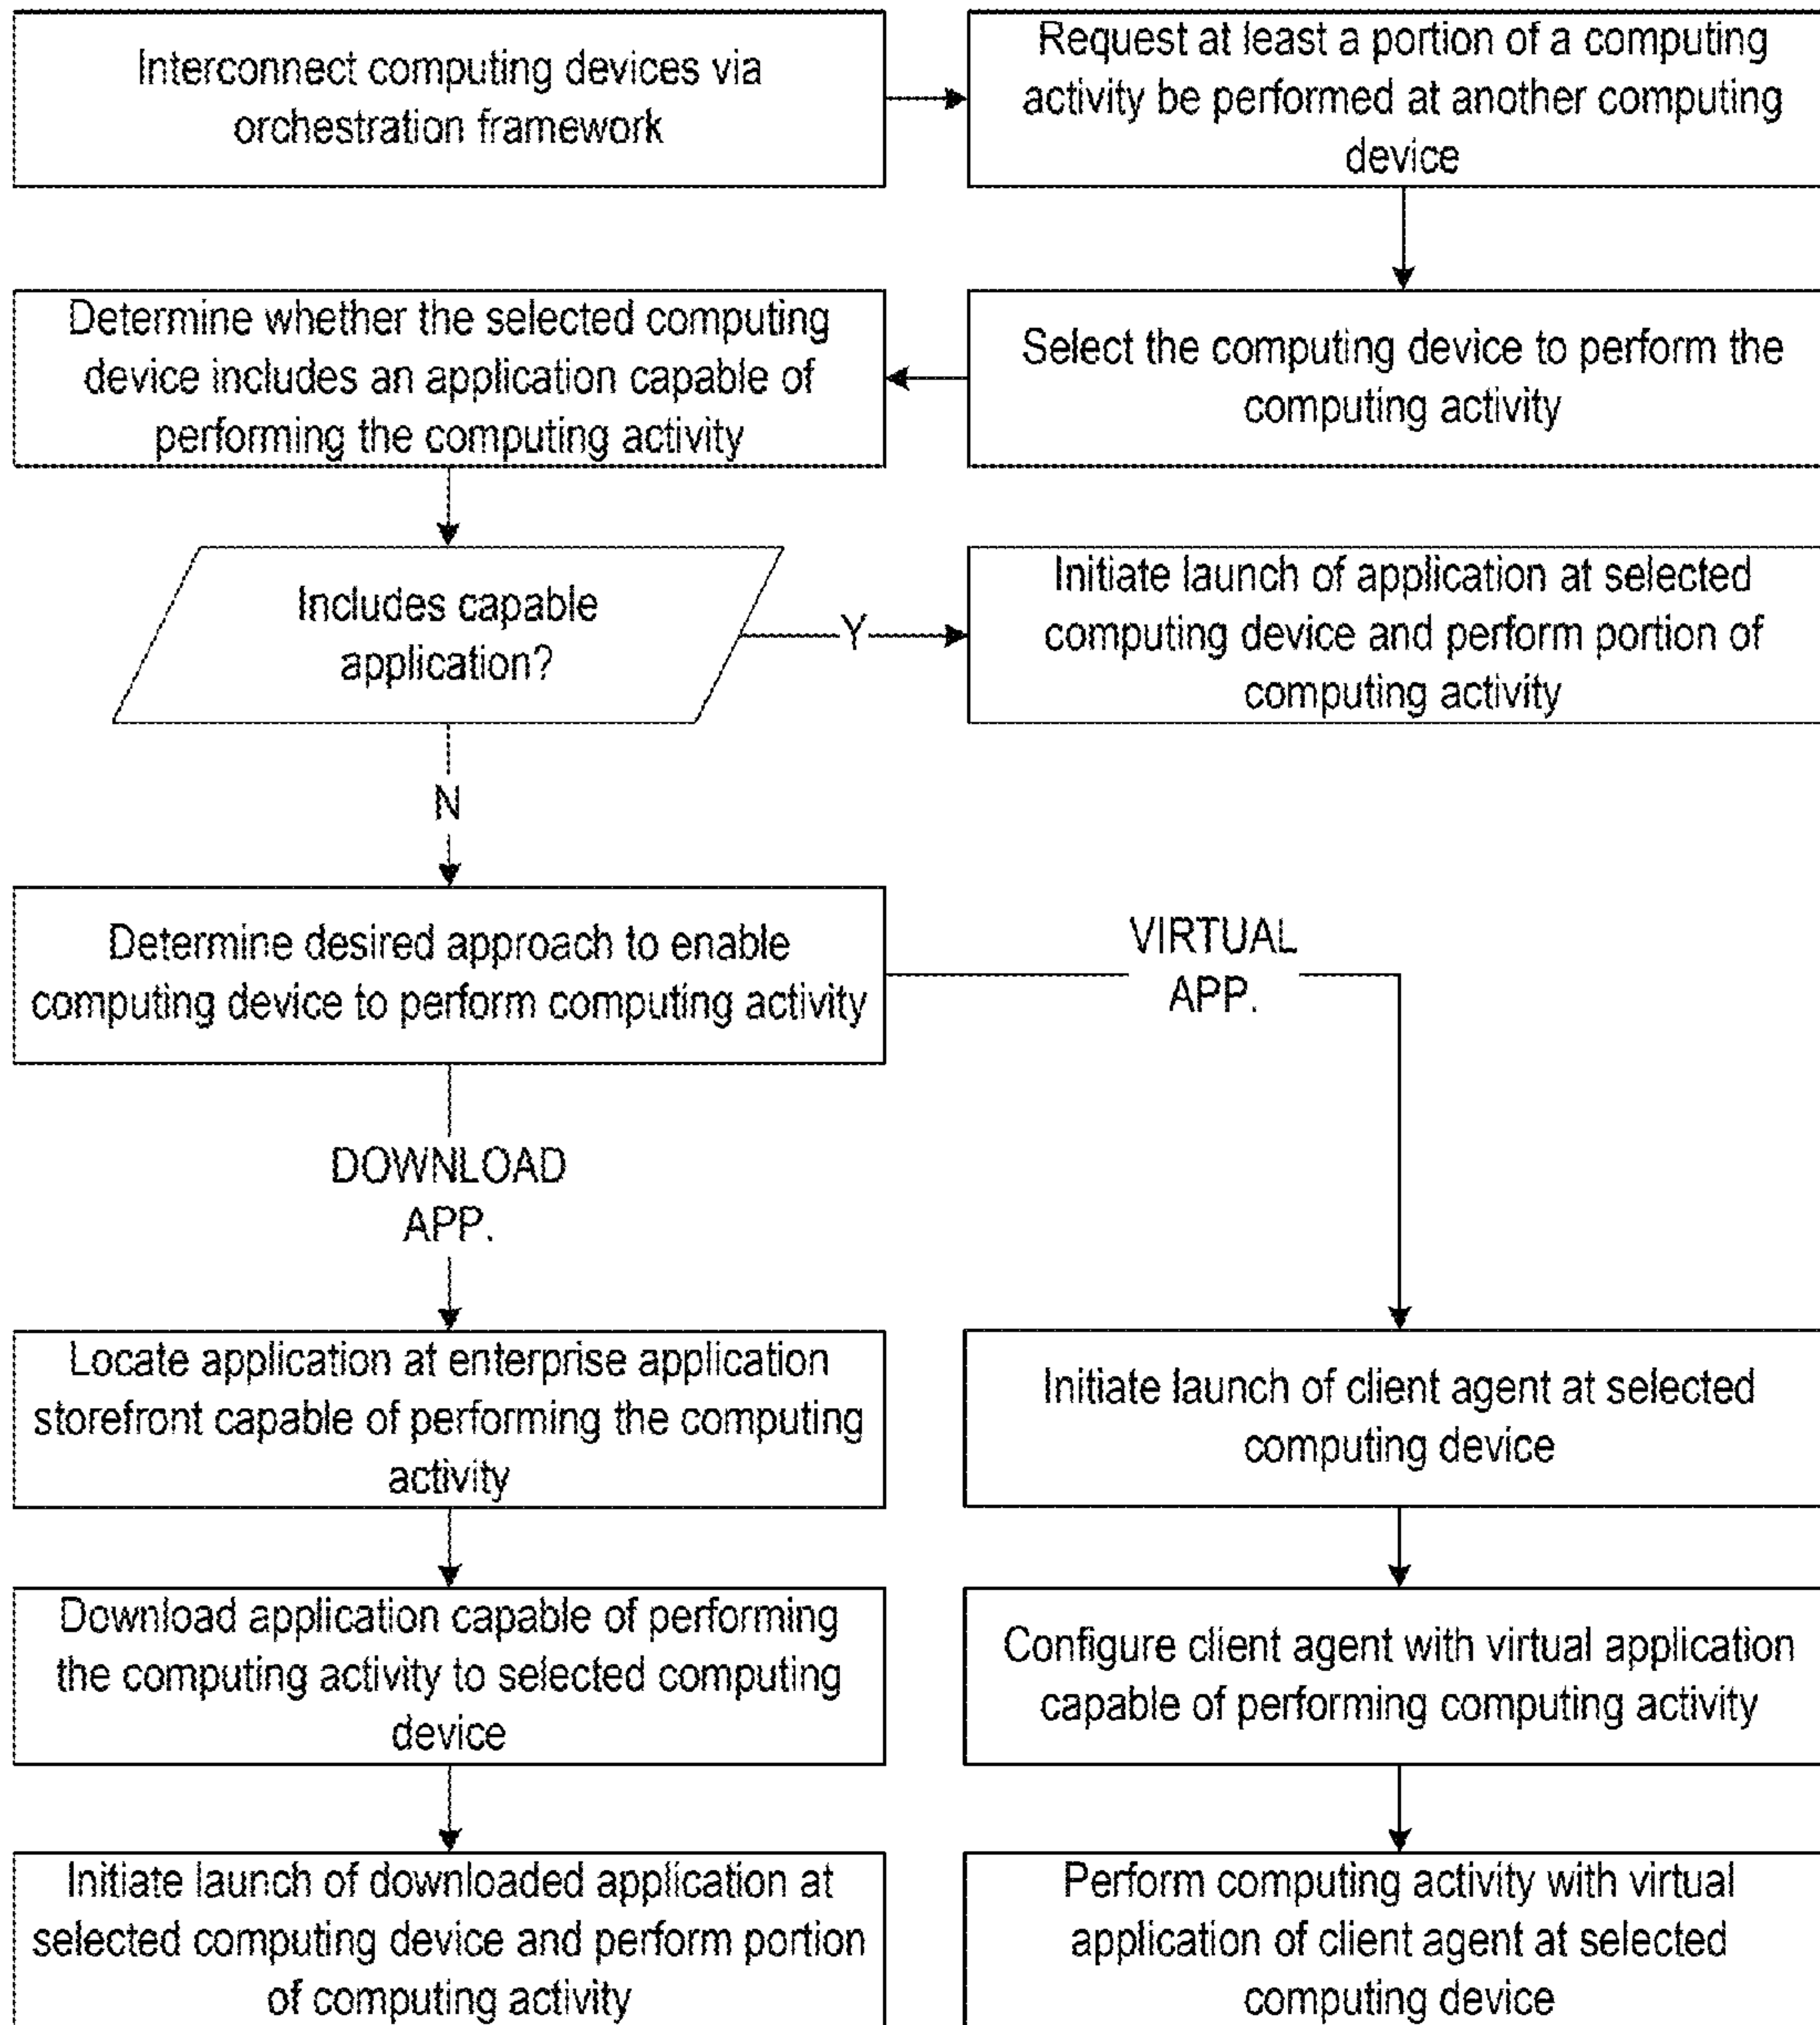 Interconnect computing devices via
orchestration framework
Request at least a portion of a computing
activity be performed at another computing
device
Select the computing device to perform the
computing activity
Determine whether the selected computing
device includes an application capable of
performing the computing activity
Includes capable
application?
Y
Initiate launch of application at selected
computing device and perform portion of
computing activity
N
Determine desired approach to enable
computing device to perform computing activity
VIRTUAL
APP.
DOWNLOAD
APP.
Locate application at enterprise application
storefront capable of performing the computing
activity
Download application capable of performing
the computing activity to selected computing
device
Initiate launch of downloaded application at
selected computing device and perform portion
of computing activity
Initiate launch of client agent at selected
computing device
Configure client agent with virtual application
capable of performing computing activity
Perform computing activity with virtual
application of client agent at selected
computing device